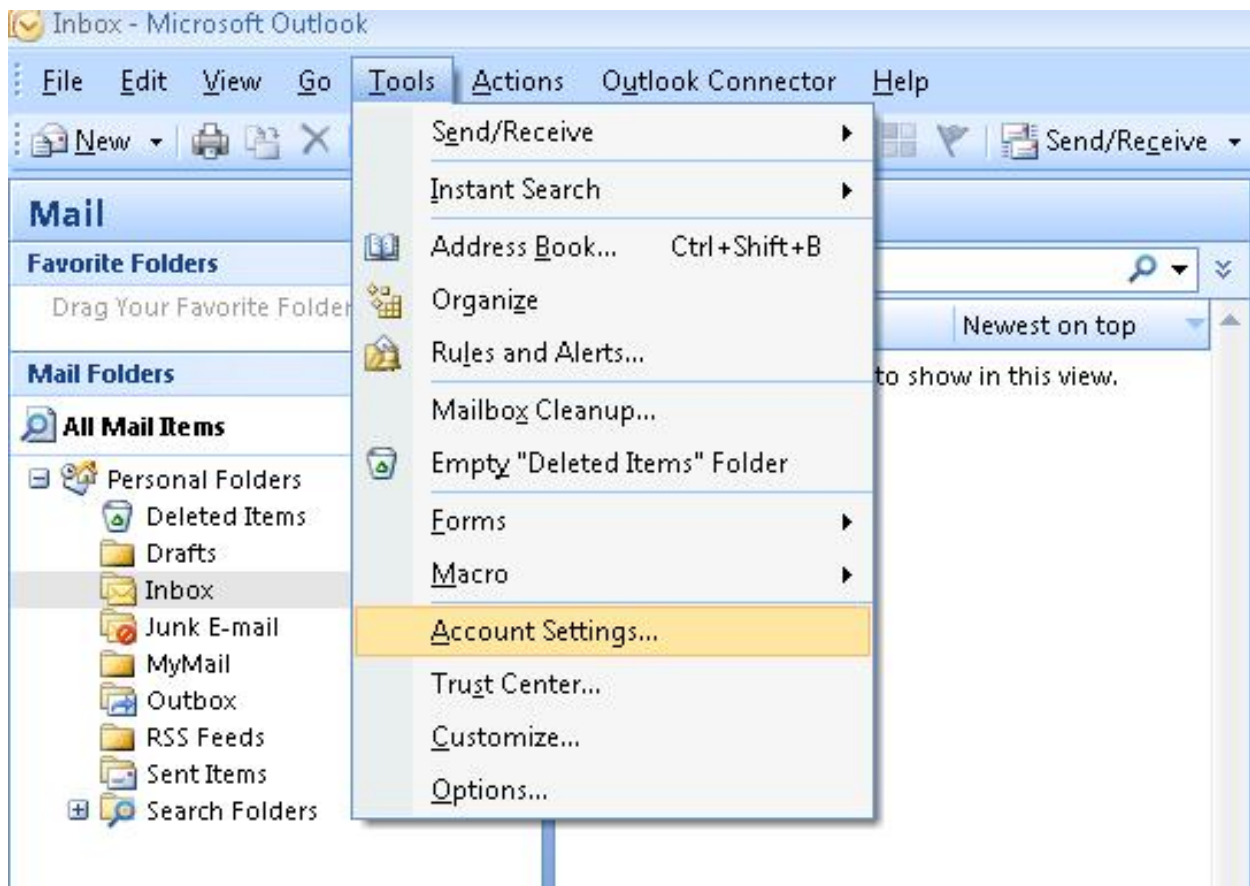 Inbox - Microsoft Outlook
File Edit View Go Tools Actions Outlook Connector Help
New Send/Receive
Send/Receive
Instant Search
Address Book... Ctrl+Shift+B
Organize
Rules and Alerts...
Mailbox Cleanup...
Empty "Deleted Items" Folder
Forms
Macro
Account Settings...
Trust Center...
Customize...
Options...
Mail
Favorite Folders
Drag Your Favorite Folder
Mail Folders
All Mail Items
Personal Folders
Deleted Items
Drafts
Inbox
Junk E-mail
MyMail
Outbox
RSS Feeds
Sent Items
Search Folders
Newest on top
to show in this view.